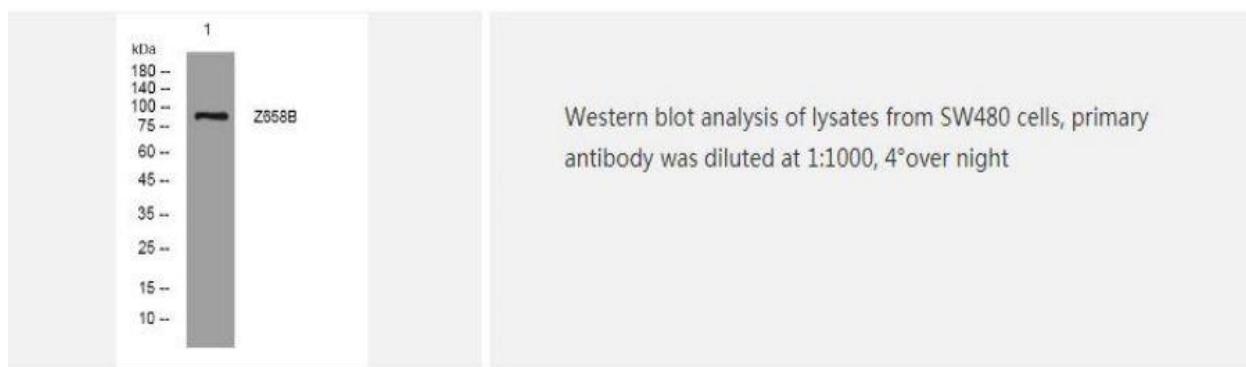 1
kDa
180 --
140 --
100 --
75 --
Z658B
60 --
45 --
35 --
25 --
15 --
10 --
Western blot analysis of lysates from SW480 cells, primary
antibody was diluted at 1:1000, 4°over night